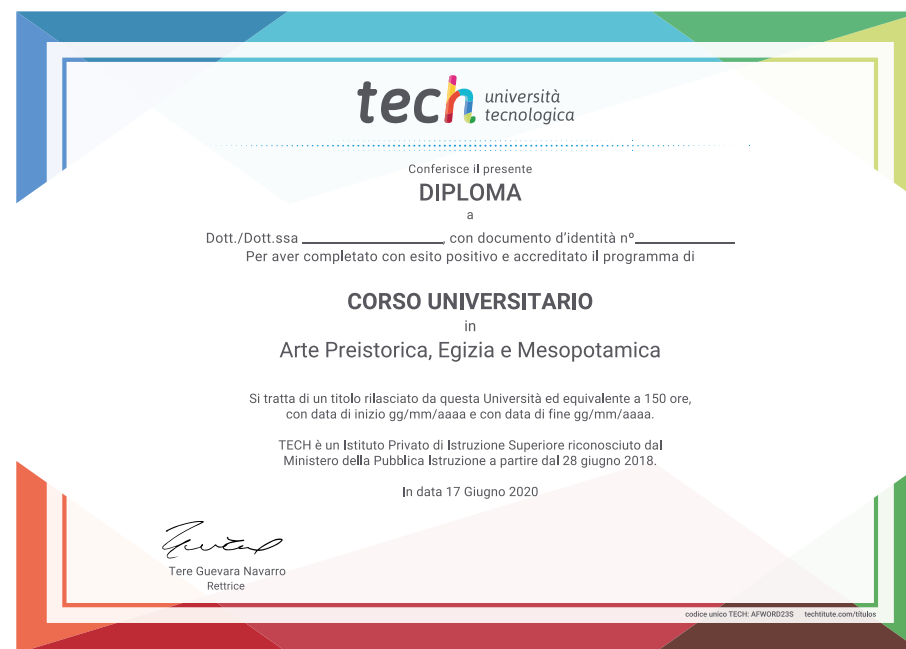 tech università
tecnologica
Conferisce il presente
DIPLOMA
a
Dott./Dott.ssa ____________________, con documento d'identità nº______________
Per aver completato con esito positivo e accreditato il programma di
CORSO UNIVERSITARIO
in
Arte Preistorica, Egizia e Mesopotamica
Si tratta di un titolo rilasciato da questa Università ed equivalente a 150 ore,
con data di inizio gg/mm/aaaa e con data di fine gg/mm/aaaa.
TECH è un Istituto Privato di Istruzione Superiore riconosciuto dal
Ministero della Pubblica Istruzione a partire dal 28 giugno 2018.
In data 17 Giugno 2020
Tere Guevara Navarro
Rettrice
codice unico TECH: AFWORD23S techtitute.com/titulos